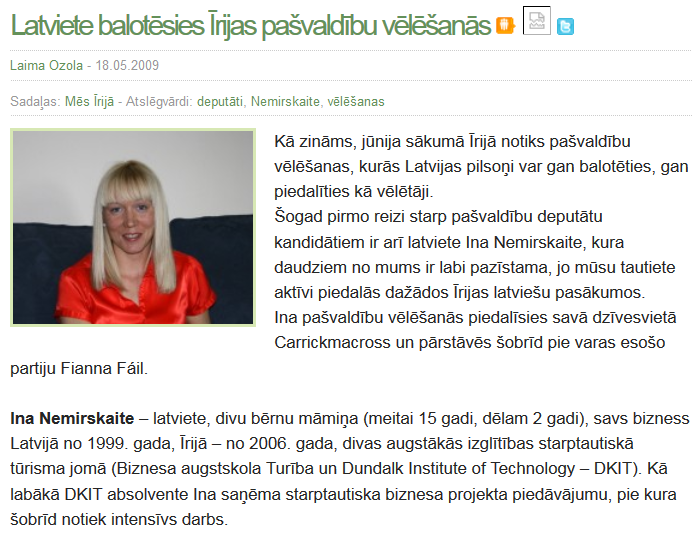 Latviete balotēsies Īrijas pašvaldību vēlēšanās
Laima Ozola - 18.05.2009
Sadaļas: Mēs Īrijā - Atslēgvārdi: deputāti, Nemirskaite, vēlēšanas
Kā zināms, jūnija sākumā Īrijā notiks pašvaldību
vēlēšanas, kurās Latvijas pilsoņi var gan balotēties, gan
piedalīties kā vēlētāji.
Šogad pirmo reizi starp pašvaldību deputātu
kandidātiem ir arī latviete Ina Nemirskaite, kura
daudziem no mums ir labi pazīstama, jo mūsu tautiete
aktīvi piedalās dažādos Īrijas latviešu pasākumos.
Ina pašvaldību vēlēšanās piedalīsies savā dzīvesvietā
Carrickmacross un pārstāvēs šobrīd pie varas esošo
partiju Fianna Fáil.
Ina Nemirskaite – latviete, divu bērnu māmiņa (meitai 15 gadi, dēlam 2 gadi), savs bizness
Latvijā no 1999. gada, Īrijā – no 2006. gada, divas augstākās izglītības starptautiskā
tūrisma jomā (Biznesa augstskola Turība un Dundalk Institute of Technology – DKIT). Kā
labākā DKIT absolvente Ina saņēma starptautiska biznesa projekta piedāvājumu, pie kura
šobrīd notiek intensīvs darbs.